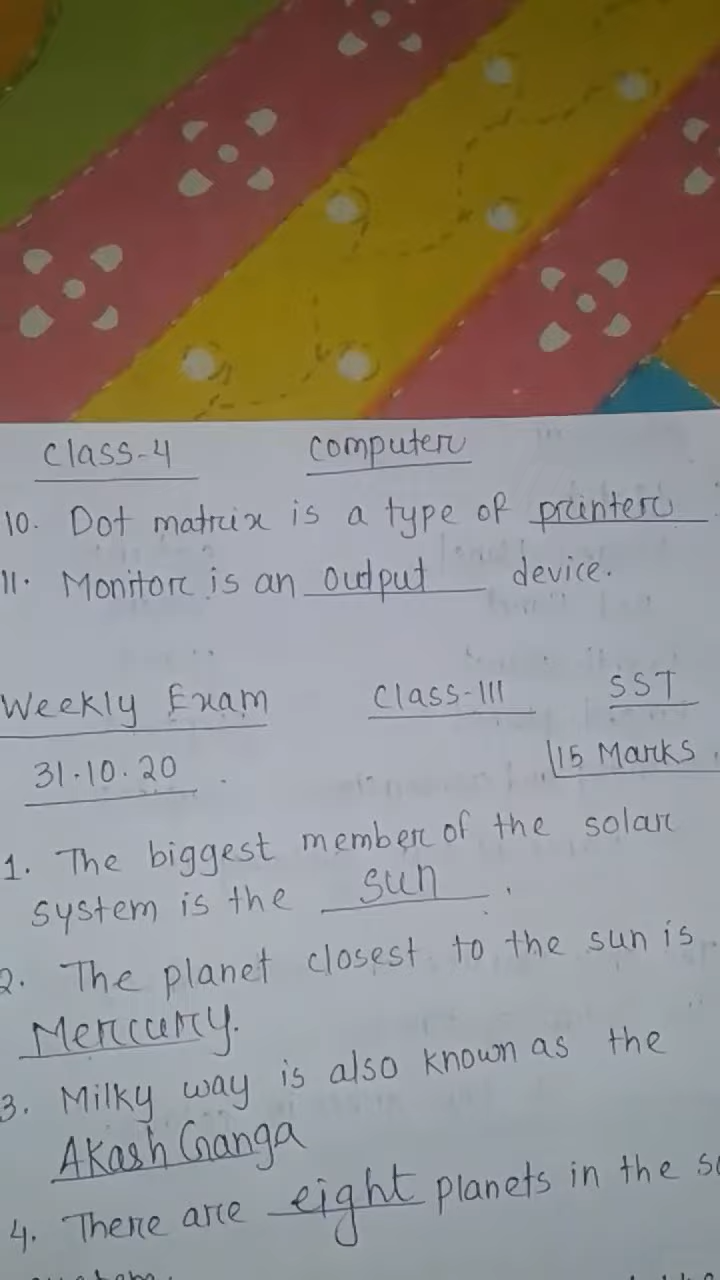 Class-4 Computer
10. Dot matrix is a type of printer.
11. Monitor is an output device.
Weekly Exam Class-III SST
31.10.20 15 Marks
1. The biggest member of the solar
system is the sun.
2. The planet closest to the sun is
Mercury.
3. Milky way is also known as the
Akash Ganga
4. There are eight planets in the